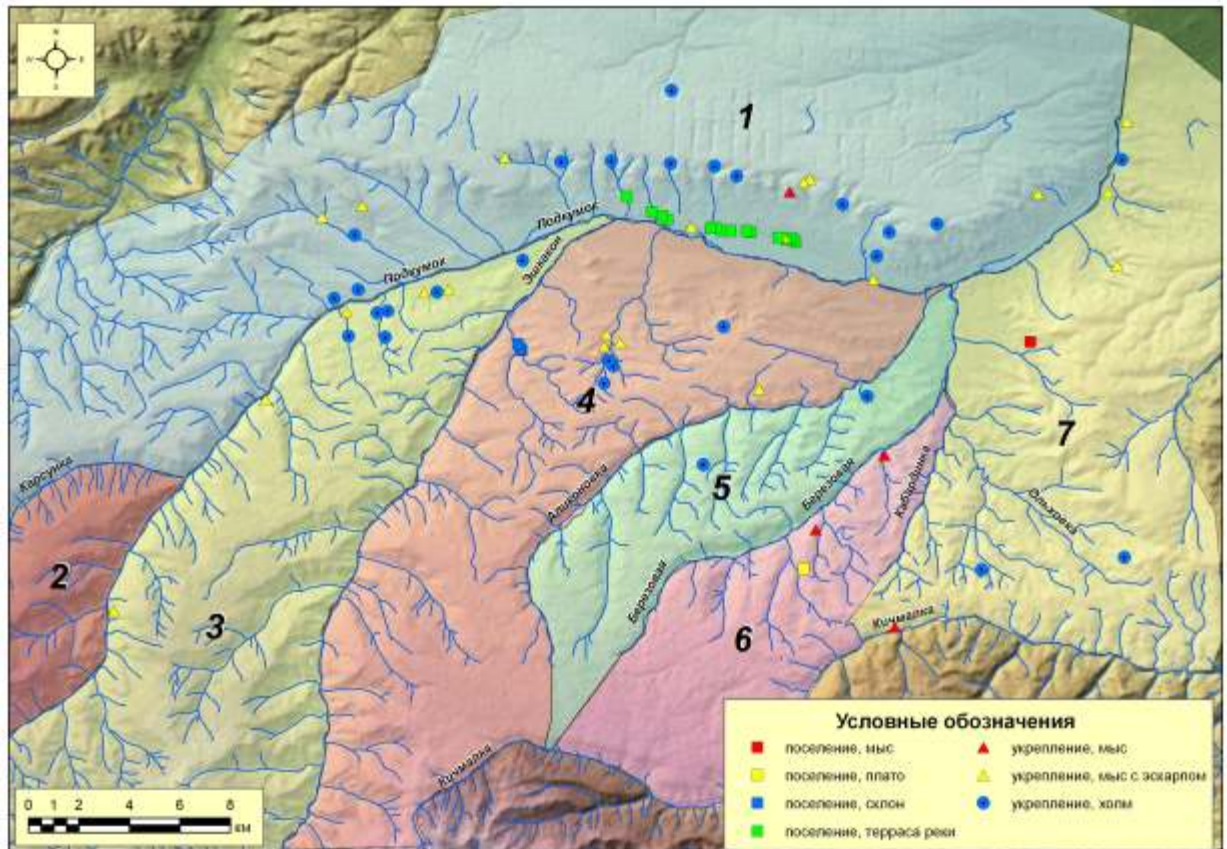 N
W E
S
1
Подкумок
Эшкакон
Подкумок
4
7
Карсунка
5
Аликоновка
Березовая
Кабардинка
Ольховка
2
3
Березовая
6
Кичмалка
Кичмалка
Условные обозначения
поселение, мыс
поселение, плато
поселение, склон
поселение, терраса реки
укрепление, мыс
укрепление, мыс с эскарпом
укрепление, холм
0 1 2 4 6 8
км